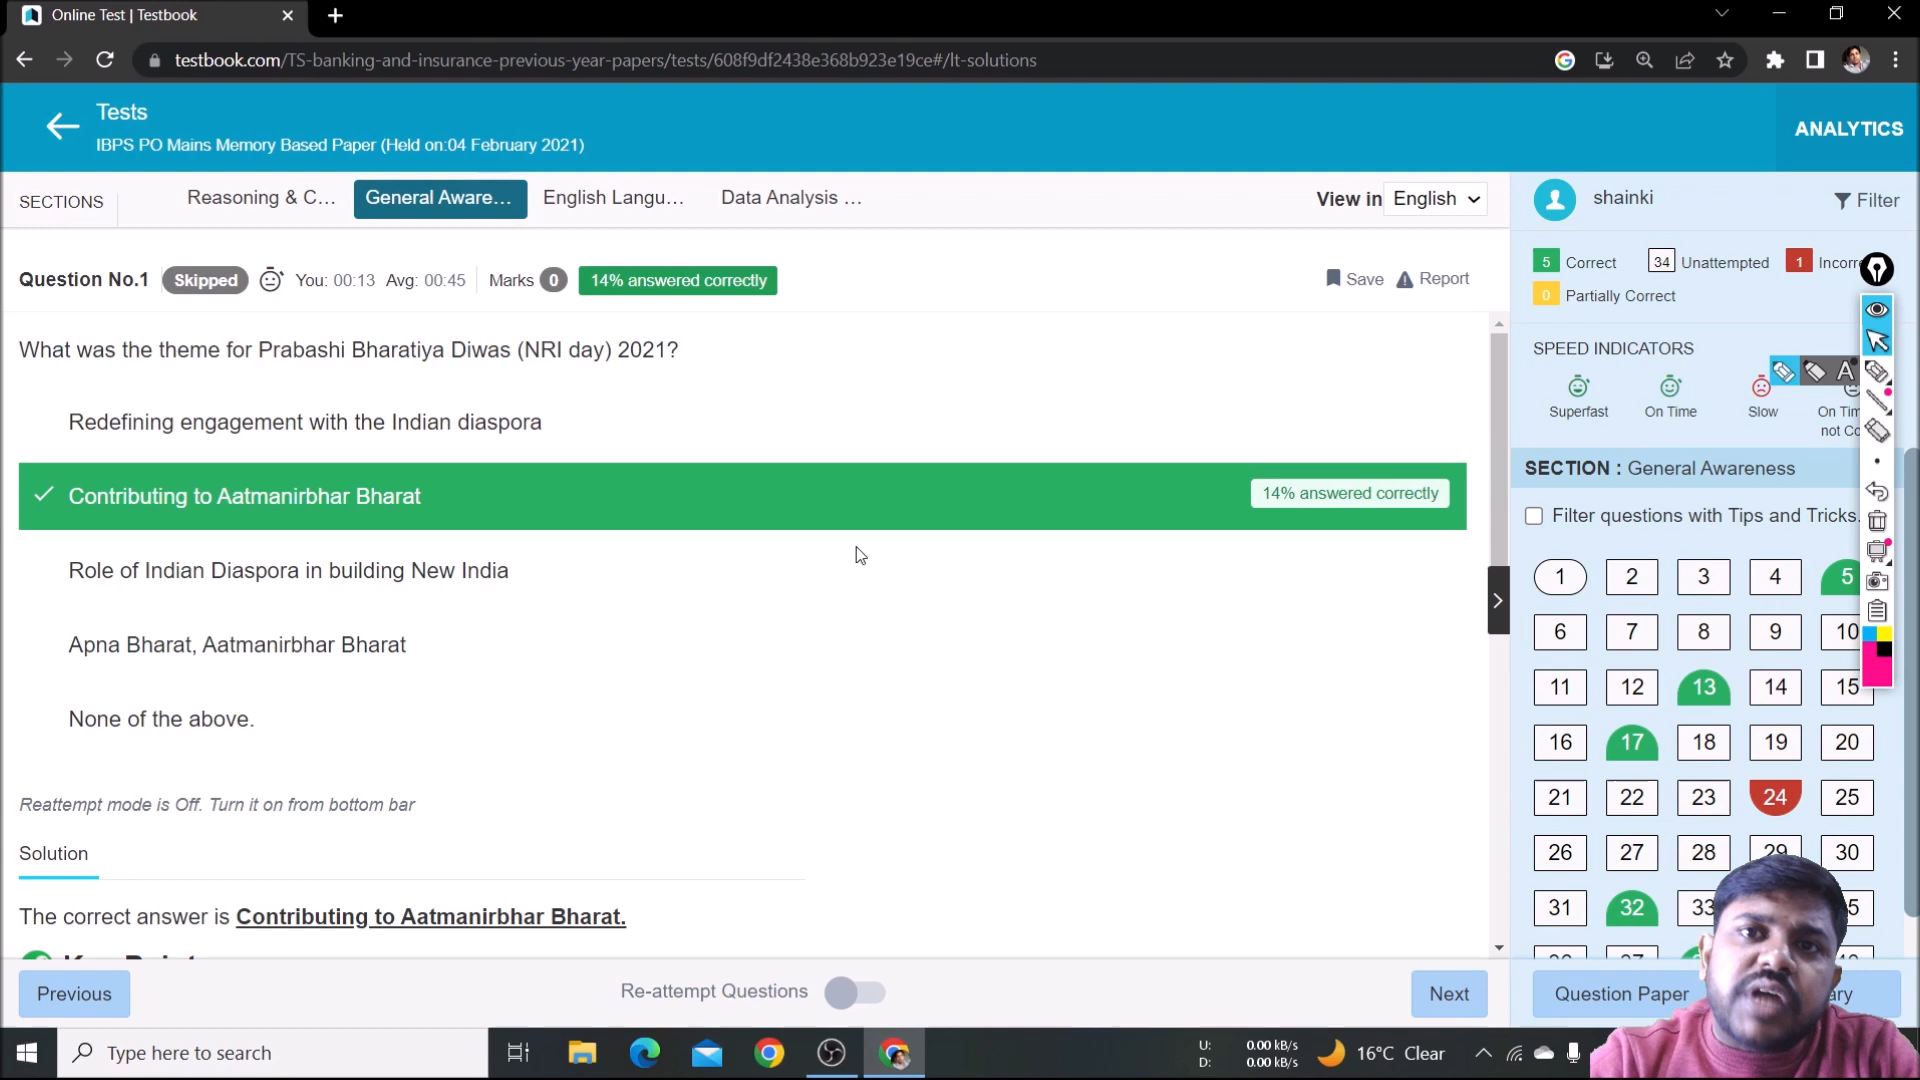 Online Test | Testbook
testbook.com/TS-banking-and-insurance-previous-year-papers/tests/608f9df2438e368b923e19ce#/lt-solutions
Tests
IBPS PO Mains Memory Based Paper (Held on:04 February 2021)
ANALYTICS
SECTIONS
Reasoning & C...
General Aware...
English Langu...
Data Analysis ...
View in English
shainki
Filter
Question No.1 Skipped You: 00:13 Avg: 00:45 Marks 0 14% answered correctly
Save Report
5 Correct 34 Unattempted 1 Incorre
0 Partially Correct
What was the theme for Prabashi Bharatiya Diwas (NRI day) 2021?
Redefining engagement with the Indian diaspora
Contributing to Aatmanirbhar Bharat
14% answered correctly
Role of Indian Diaspora in building New India
Apna Bharat, Aatmanirbhar Bharat
None of the above.
Reattempt mode is Off. Turn it on from bottom bar
Solution
The correct answer is Contributing to Aatmanirbhar Bharat.
Previous
Re-attempt Questions
Next
SPEED INDICATORS
A
Superfast On Time Slow On Tim
not Co
SECTION : General Awareness
Filter questions with Tips and Tricks.
1 2 3 4 5
6 7 8 9 10
11 12 13 14 15
16 17 18 19 20
21 22 23 24 25
26 27 28 29 30
31 32 33 5
Question Paper ary
Type here to search
U: 0.00 kB/s
D: 0.00 kB/s
16°C Clear